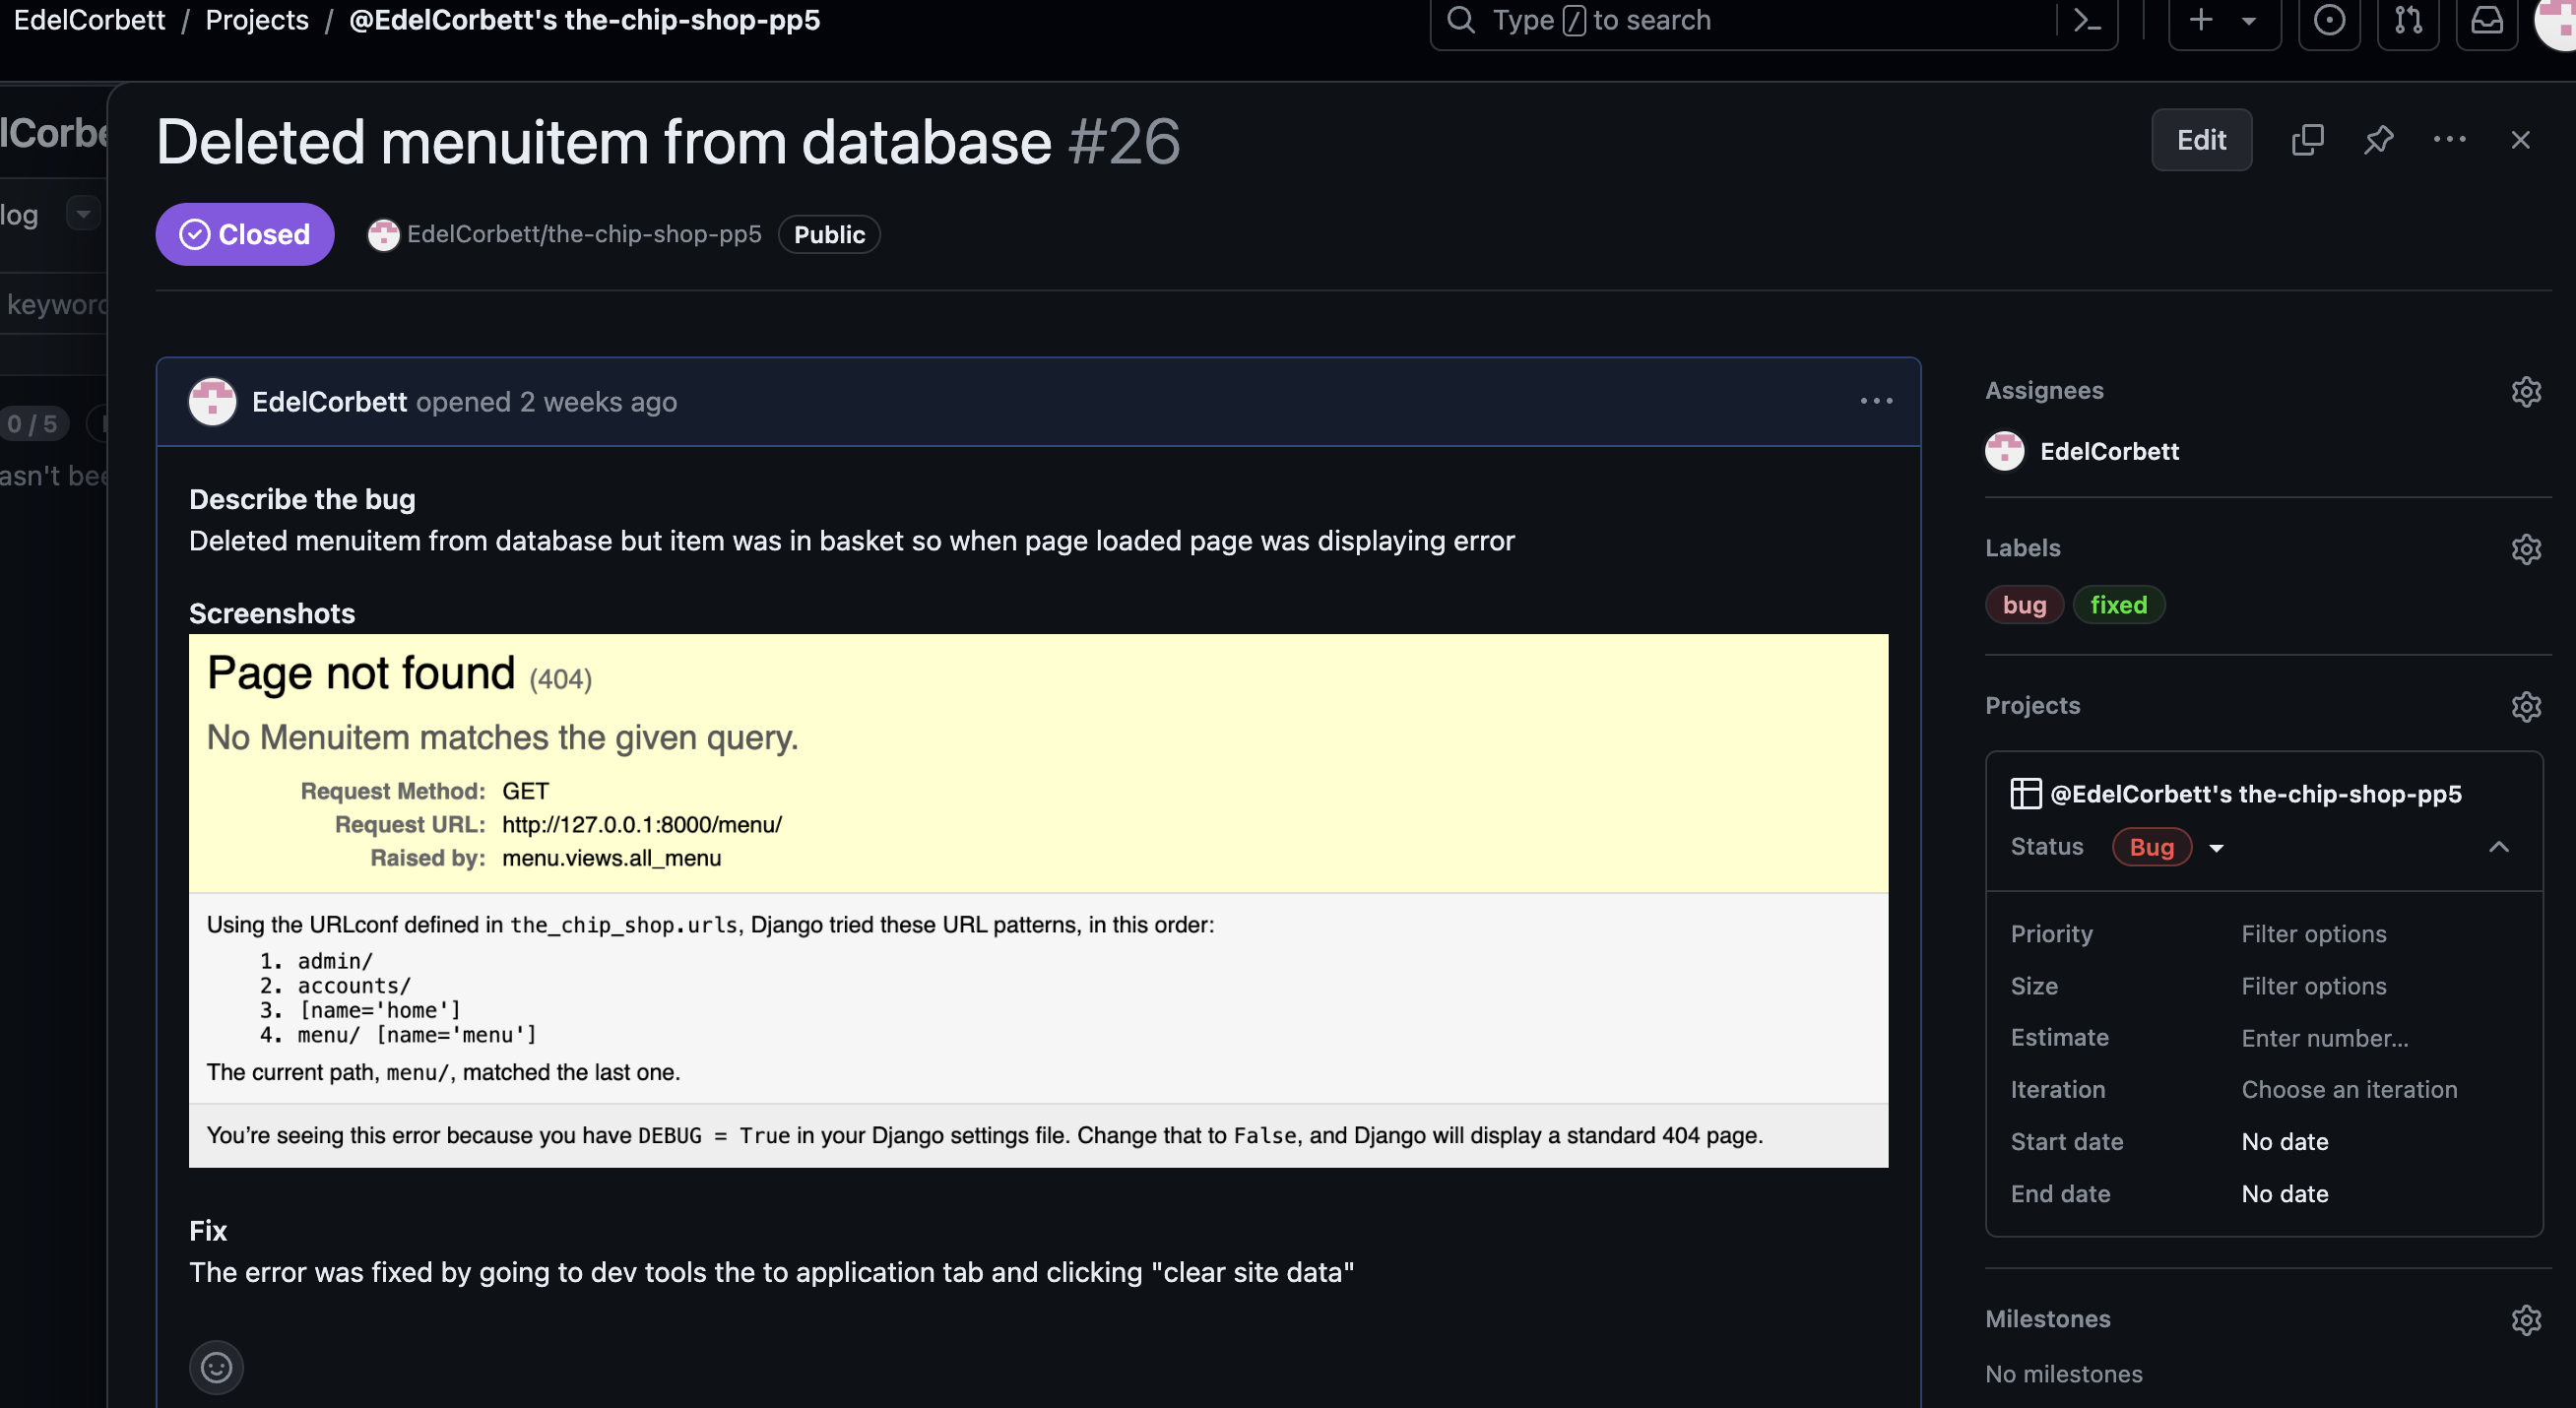 EdelCorbett / Projects / @EdelCorbett's the-chip-shop-pp5
Type / to search
lCorbe
log
keyword
0 / 5
asn't bee
Deleted menuitem from database #26
Edit
Closed
EdelCorbett/the-chip-shop-pp5
Public
EdelCorbett opened 2 weeks ago
Describe the bug
Deleted menuitem from database but item was in basket so when page loaded page was displaying error
Screenshots
Page not found (404)
No Menuitem matches the given query.
Request Method: GET
Request URL: http://127.0.0.1:8000/menu/
Raised by: menu.views.all_menu
Using the URLconf defined in the_chip_shop.urls, Django tried these URL patterns, in this order:
1. admin/
2. accounts/
3. [name='home']
4. menu/ [name='menu']
The current path, menu/, matched the last one.
You’re seeing this error because you have DEBUG = True in your Django settings file. Change that to False, and Django will display a standard 404 page.
Fix
The error was fixed by going to dev tools the to application tab and clicking "clear site data"
Assignees
EdelCorbett
Labels
bug fixed
Projects
@EdelCorbett's the-chip-shop-pp5
Status Bug
Priority Filter options
Size Filter options
Estimate Enter number...
Iteration Choose an iteration
Start date No date
End date No date
Milestones
No milestones